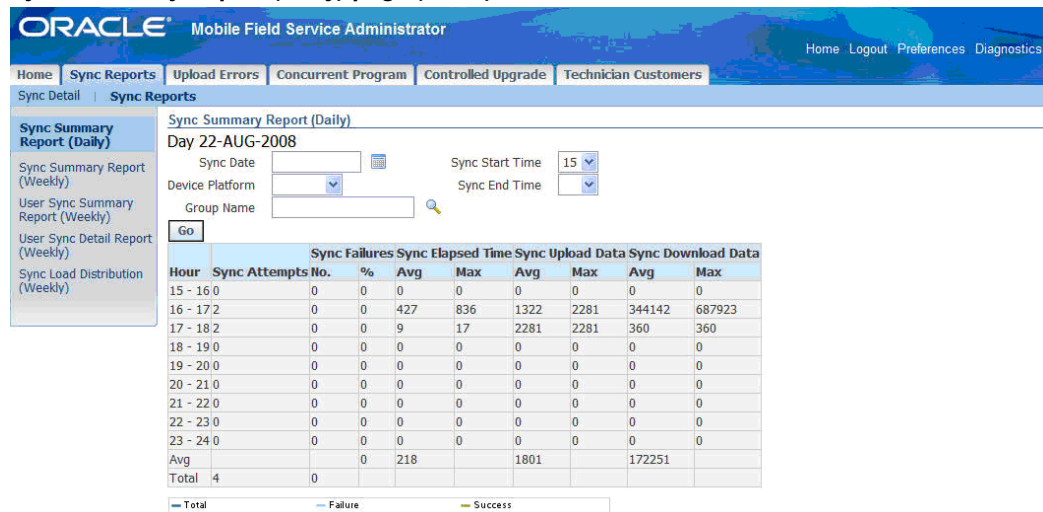 ORACLE Mobile Field Service Administrator
Home Logout Preferences Diagnostics
Home Sync Reports Upload Errors Concurrent Program Controlled Upgrade Technician Customers
Sync Detail | Sync Reports
Sync Summary Report (Daily)
Sync Summary Report (Weekly)
User Sync Summary Report (Weekly)
User Sync Detail Report (Weekly)
Sync Load Distribution (Weekly)
Sync Summary Report (Daily)
Day 22-AUG-2008
Sync Date Sync Start Time 15
Device Platform Sync End Time
Group Name
Go
Sync Failures Sync Elapsed Time Sync Upload Data Sync Download Data
Hour Sync Attempts No. % Avg Max Avg Max Avg Max
15 - 16 0 0 0 0 0 0 0 0 0
16 - 17 2 0 0 427 836 1322 2281 344142 687923
17 - 18 2 0 0 9 17 2281 2281 360 360
18 - 19 0 0 0 0 0 0 0 0 0
19 - 20 0 0 0 0 0 0 0 0 0
20 - 21 0 0 0 0 0 0 0 0 0
21 - 22 0 0 0 0 0 0 0 0 0
22 - 23 0 0 0 0 0 0 0 0 0
23 - 24 0 0 0 0 0 0 0 0 0
Avg 0 218 1801 172251
Total 4 0
Total Failure Success